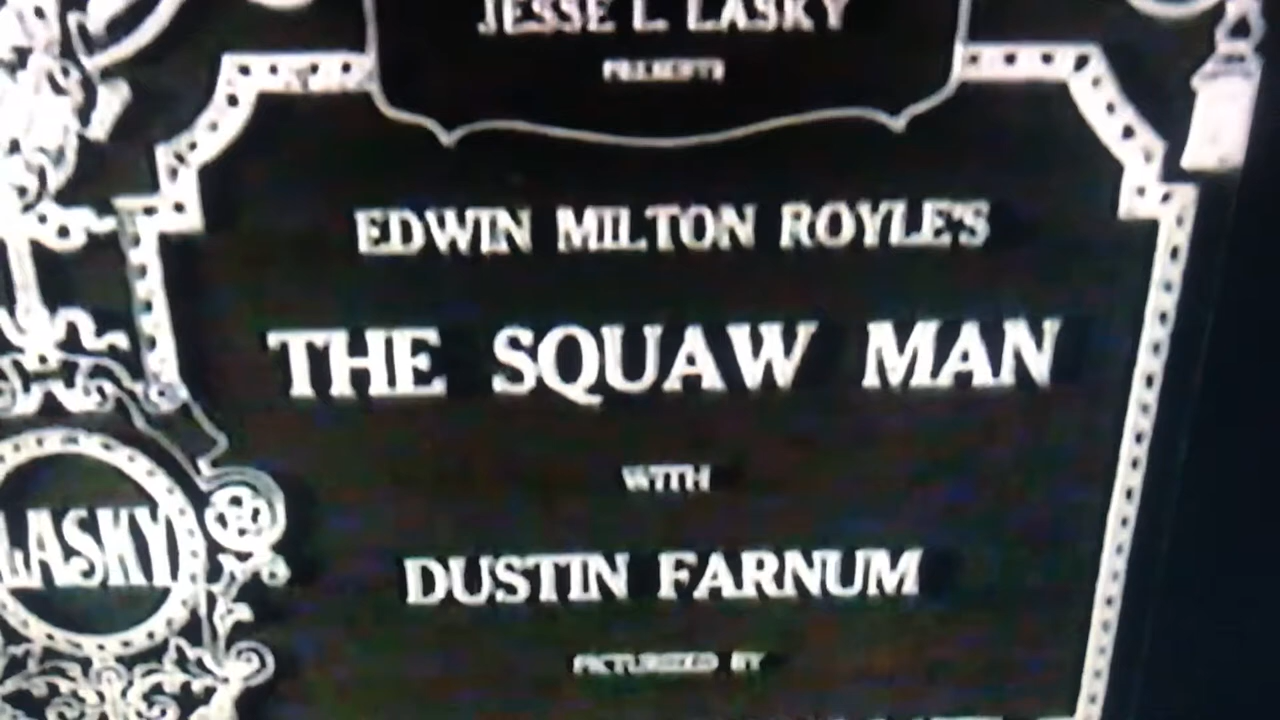 JESSE L. LASKY
PRESENTS
EDWIN MILTON ROYLE'S
THE SQUAW MAN
WITH
DUSTIN FARNUM
PICTURIZED BY
LASKY